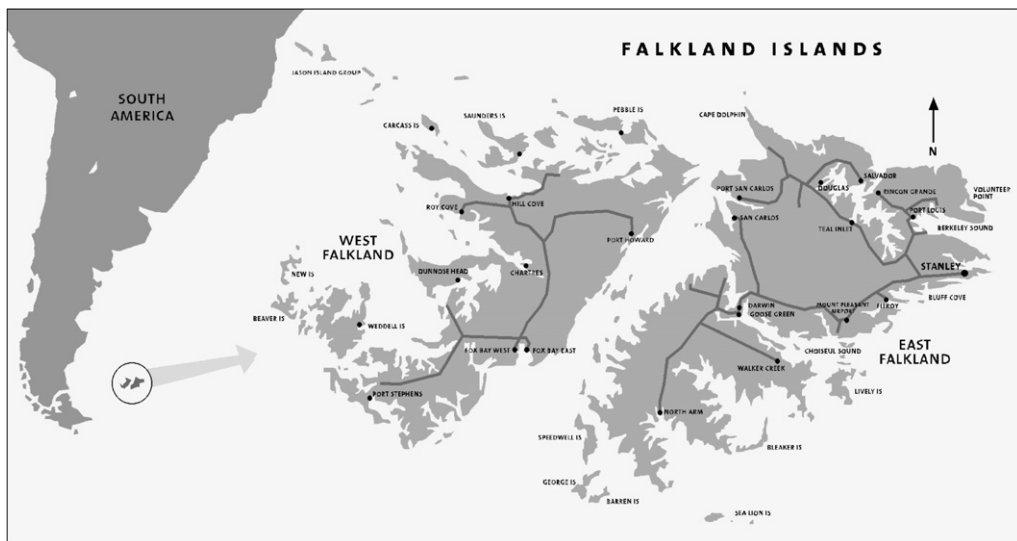 FALKLAND ISLANDS
SOUTH
AMERICA
JASON ISLAND GROUP
CARCASS IS
SAUNDERS IS
PEBBLE IS
CAPE DOLPHIN
N
PORT SAN CARLOS
DOUGLAS
SALVADOR
RINCON GRANDE
VOLUNTEER
POINT
ROY COVE
HILL COVE
SAN CARLOS
TEAL INLET
PORT LOUIS
BERKELEY SOUND
WEST
FALKLAND
PORT HOWARD
NEW IS
DUNNOSE HEAD
CHARTRES
STANLEY
BEAVER IS
WEDDELL IS
DARWIN
GOOSE GREEN
MOUNT PLEASANT
AIRPORT
FITZROY
BLUFF COVE
FOX BAY WEST
FOX BAY EAST
CHOISEUL SOUND
EAST
FALKLAND
WALKER CREEK
PORT STEPHENS
LIVELY IS
NORTH ARM
SPEEDWELL IS
BLEAKER IS
GEORGE IS
BARREN IS
SEA LION IS